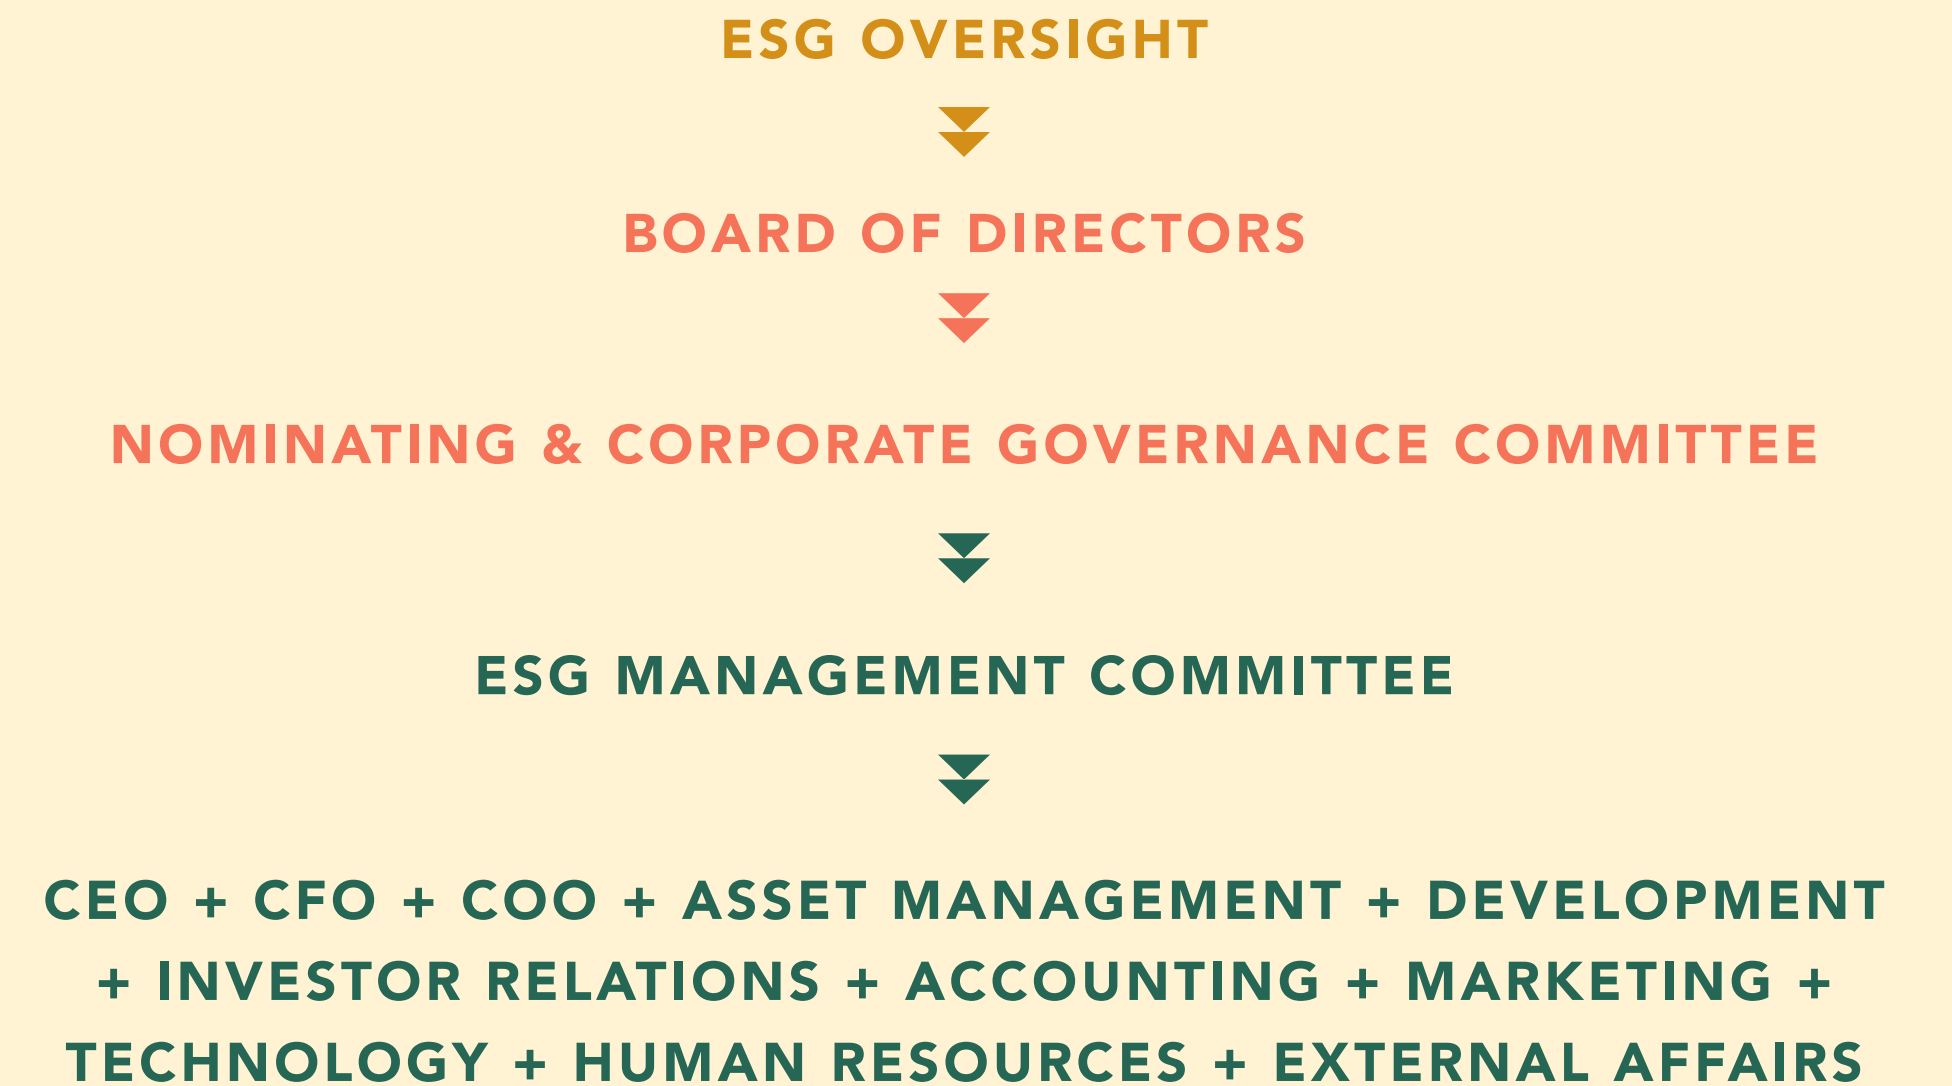 ESG OVERSIGHT
BOARD OF DIRECTORS
NOMINATING & CORPORATE GOVERNANCE COMMITTEE
ESG MANAGEMENT COMMITTEE
CEO + CFO + COO + ASSET MANAGEMENT + DEVELOPMENT
+ INVESTOR RELATIONS + ACCOUNTING + MARKETING +
TECHNOLOGY + HUMAN RESOURCES + EXTERNAL AFFAIRS